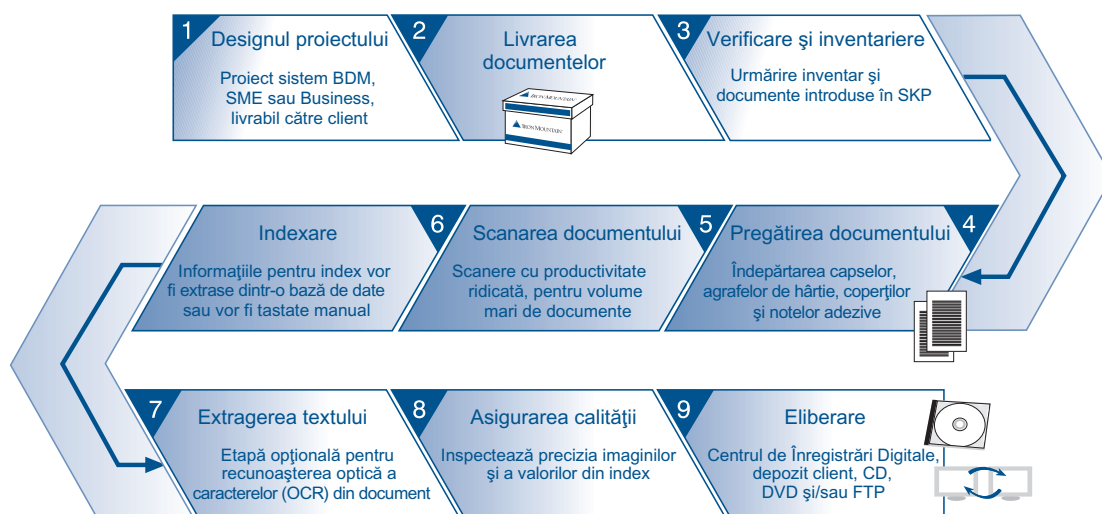 1
Designul proiectului
Proiect sistem BDM,
SME sau Business,
livrabil către client
2
Livrarea
documentelor
IRON MOUNTAIN
IRON MOUNTAIN
3
Verificare şi inventariere
Urmărire inventar şi
documente introduse în SKP
4
Pregătirea documentului
Îndepărtarea capselor,
agrafelor de hârtie, coperţilor
şi notelor adezive
5
Scanarea documentului
Scanere cu productivitate
ridicată, pentru volume
mari de documente
6
Indexare
Informaţiile pentru index vor
fi extrase dintr-o bază de date
sau vor fi tastate manual
7
Extragerea textului
Etapă opţională pentru
recunoaşterea optică a
caracterelor (OCR) din document
8
Asigurarea calităţii
Inspectează precizia imaginilor
şi a valorilor din index
9
Eliberare
Centrul de Înregistrări Digitale,
depozit client, CD,
DVD şi/sau FTP